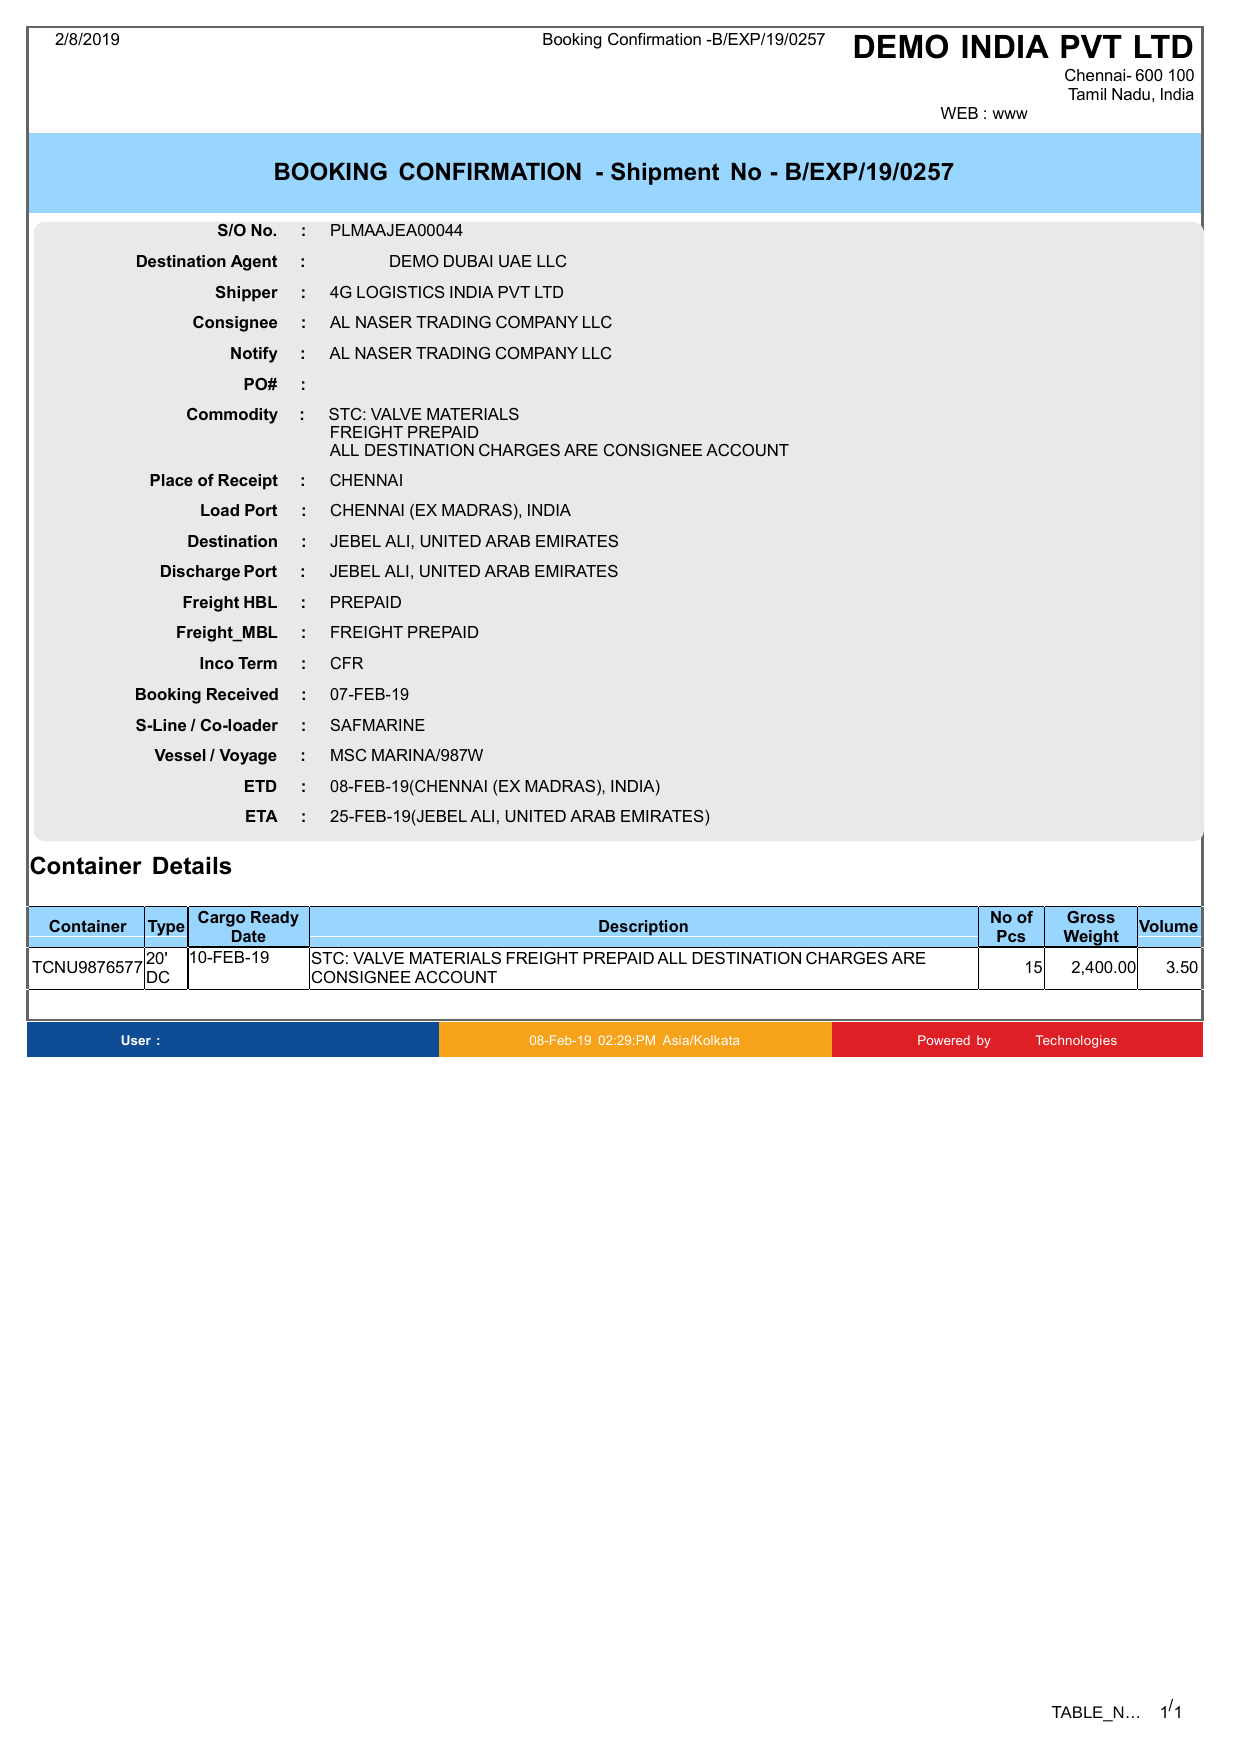 2/8/2019 Booking Confirmation -B/EXP/19/0257 DEMO INDIA PVT LTD
Chennai- 600 100
Tamil Nadu, India
WEB : www
BOOKING CONFIRMATION - Shipment No - B/EXP/19/0257
S/O No. : PLMAAJEA00044
Destination Agent : DEMO DUBAI UAE LLC
Shipper : 4G LOGISTICS INDIA PVT LTD
Consignee : AL NASER TRADING COMPANY LLC
Notify : AL NASER TRADING COMPANY LLC
PO# :
Commodity : STC: VALVE MATERIALS
FREIGHT PREPAID
ALL DESTINATION CHARGES ARE CONSIGNEE ACCOUNT
Place of Receipt : CHENNAI
Load Port : CHENNAI (EX MADRAS), INDIA
Destination : JEBEL ALI, UNITED ARAB EMIRATES
Discharge Port : JEBEL ALI, UNITED ARAB EMIRATES
Freight HBL : PREPAID
Freight_MBL : FREIGHT PREPAID
Inco Term : CFR
Booking Received : 07-FEB-19
S-Line / Co-loader : SAFMARINE
Vessel / Voyage : MSC MARINA/987W
ETD : 08-FEB-19(CHENNAI (EX MADRAS), INDIA)
ETA : 25-FEB-19(JEBEL ALI, UNITED ARAB EMIRATES)
Container Details
Container Type Cargo Ready Date Description No of Pcs Gross Weight Volume
TCNU9876577 20' DC 10-FEB-19 STC: VALVE MATERIALS FREIGHT PREPAID ALL DESTINATION CHARGES ARE CONSIGNEE ACCOUNT 15 2,400.00 3.50
User : 08-Feb-19 02:29:PM Asia/Kolkata Powered by Technologies
TABLE_N... 1/1